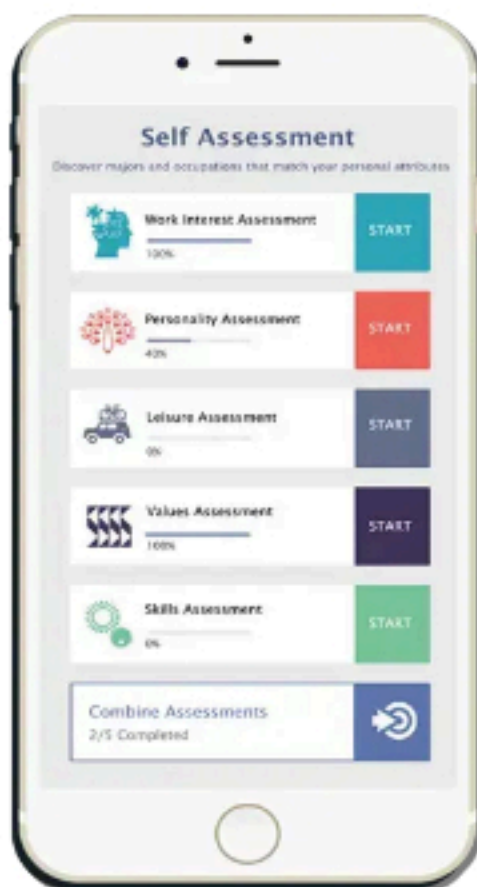 Self Assessment
Discover majors and occupations that match your personal attributes
Work Interest Assessment
START
100%
Personality Assessment
START
40%
Leisure Assessment
START
0%
Values Assessment
START
100%
Skills Assessment
START
0%
Combine Assessments
2/5 Completed